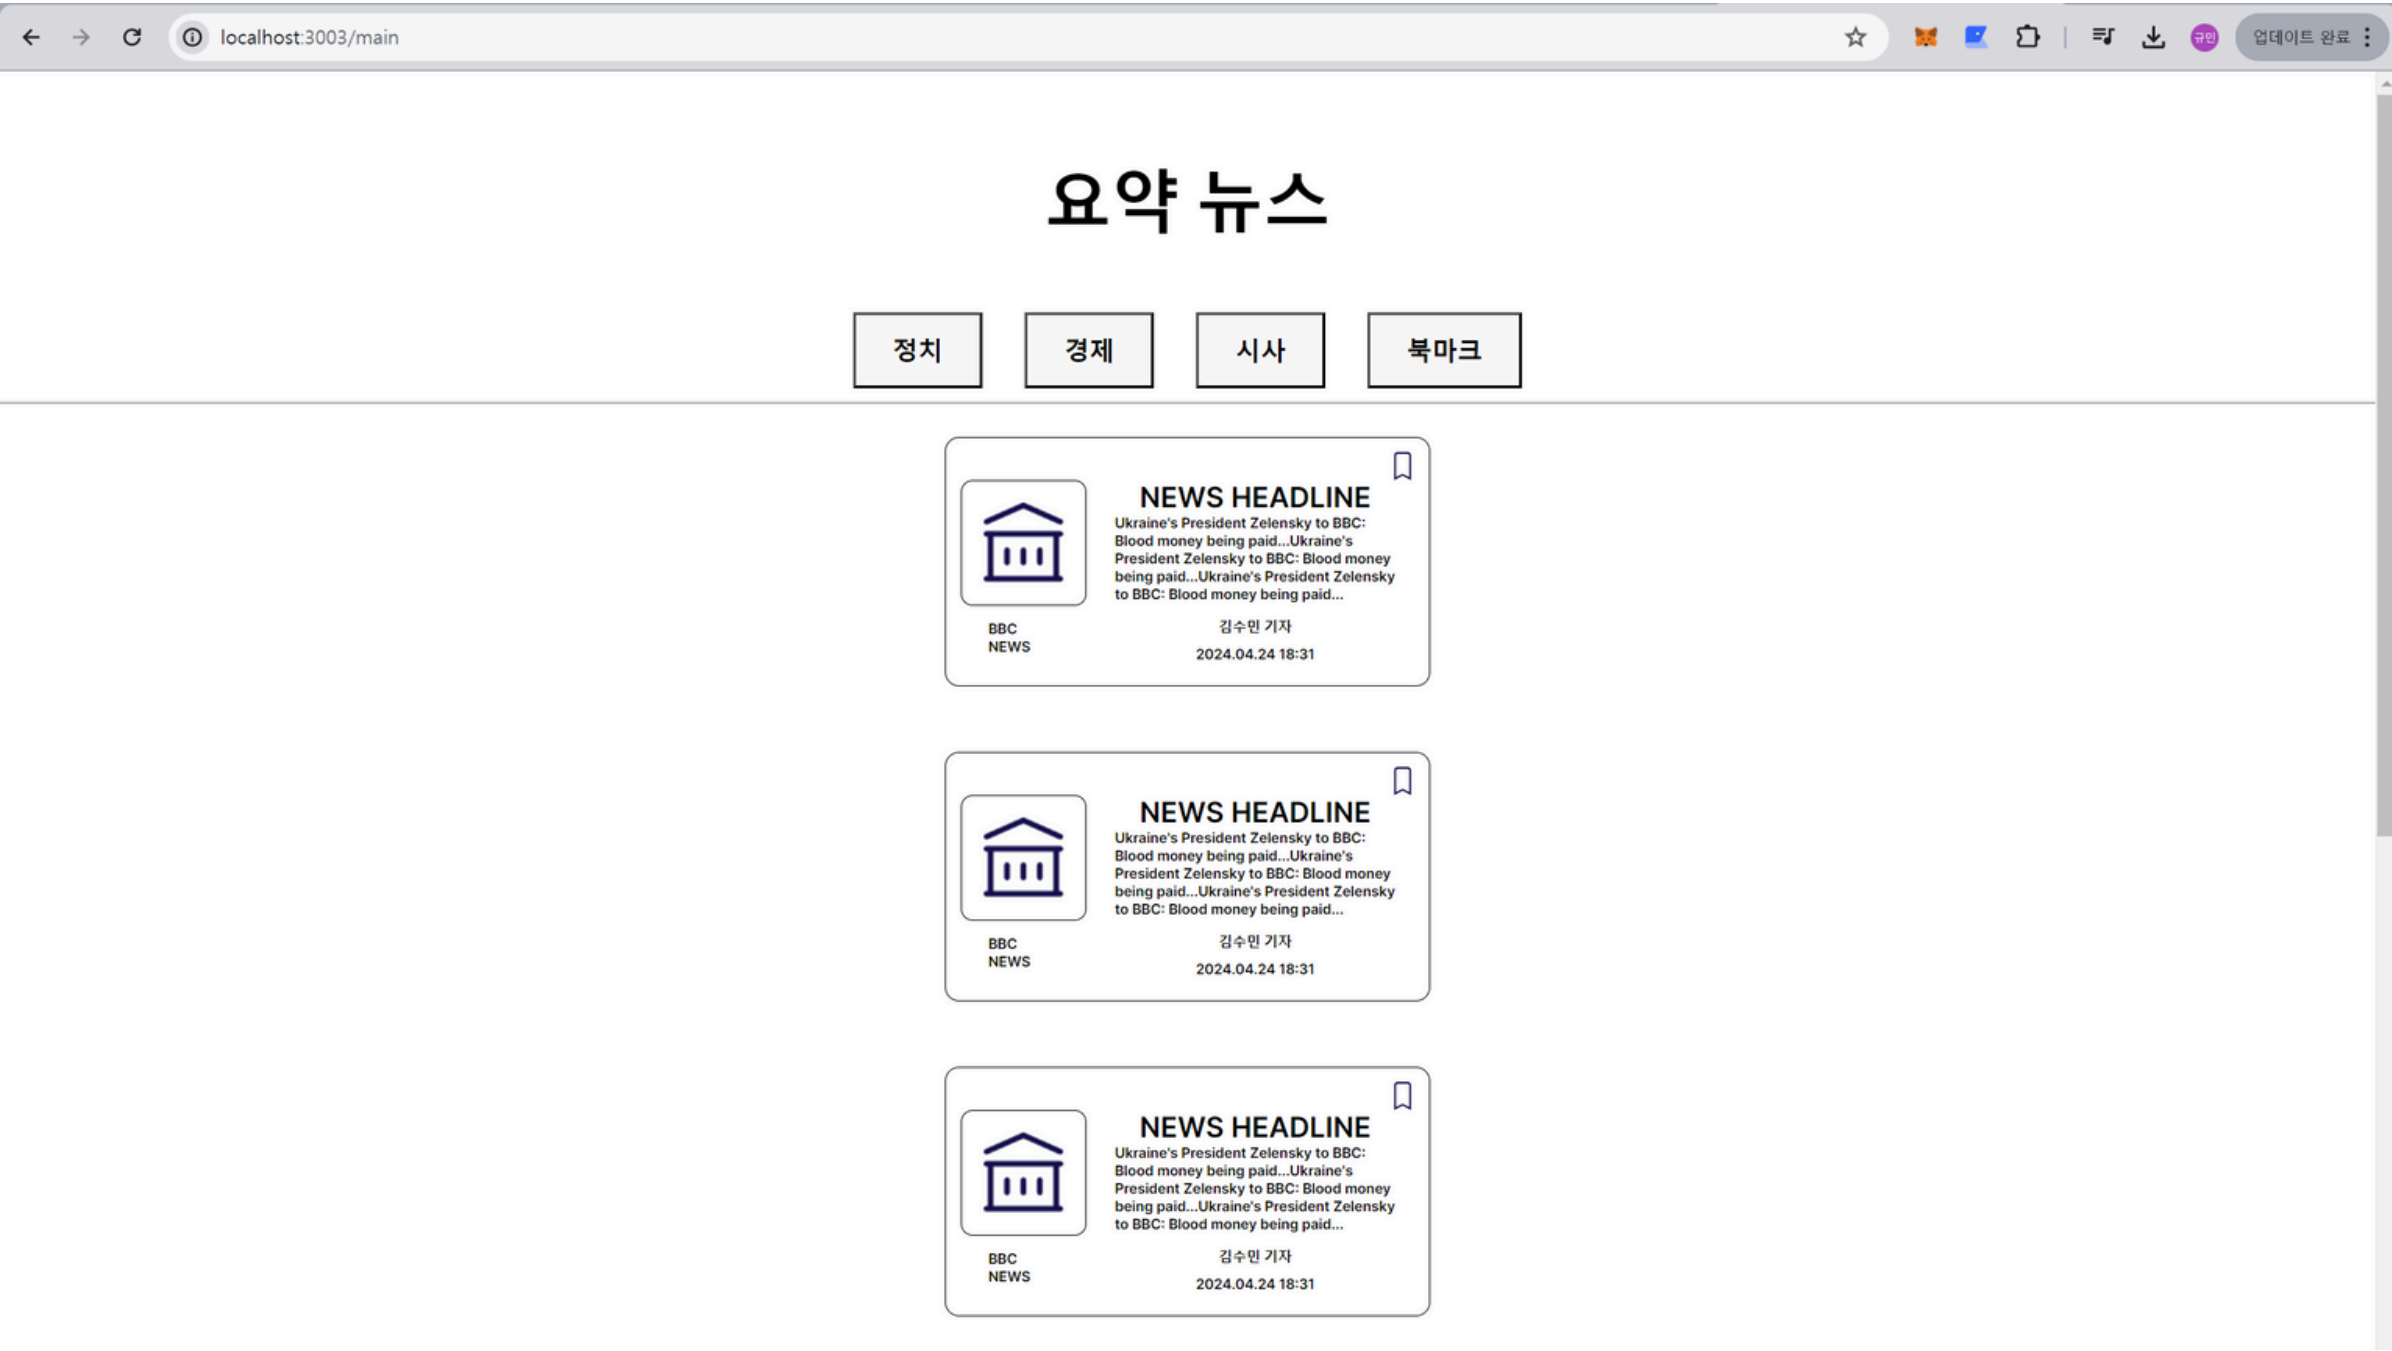 localhost:3003/main
규민
업데이트 완료
요약 뉴스
정치
경제
시사
북마크
NEWS HEADLINE
Ukraine's President Zelensky to BBC:
Blood money being paid...Ukraine's
President Zelensky to BBC: Blood money
being paid...Ukraine's President Zelensky
to BBC: Blood money being paid...
BBC
NEWS
김수민 기자
2024.04.24 18:31
NEWS HEADLINE
Ukraine's President Zelensky to BBC:
Blood money being paid...Ukraine's
President Zelensky to BBC: Blood money
being paid...Ukraine's President Zelensky
to BBC: Blood money being paid...
BBC
NEWS
김수민 기자
2024.04.24 18:31
NEWS HEADLINE
Ukraine's President Zelensky to BBC:
Blood money being paid...Ukraine's
President Zelensky to BBC: Blood money
being paid...Ukraine's President Zelensky
to BBC: Blood money being paid...
BBC
NEWS
김수민 기자
2024.04.24 18:31